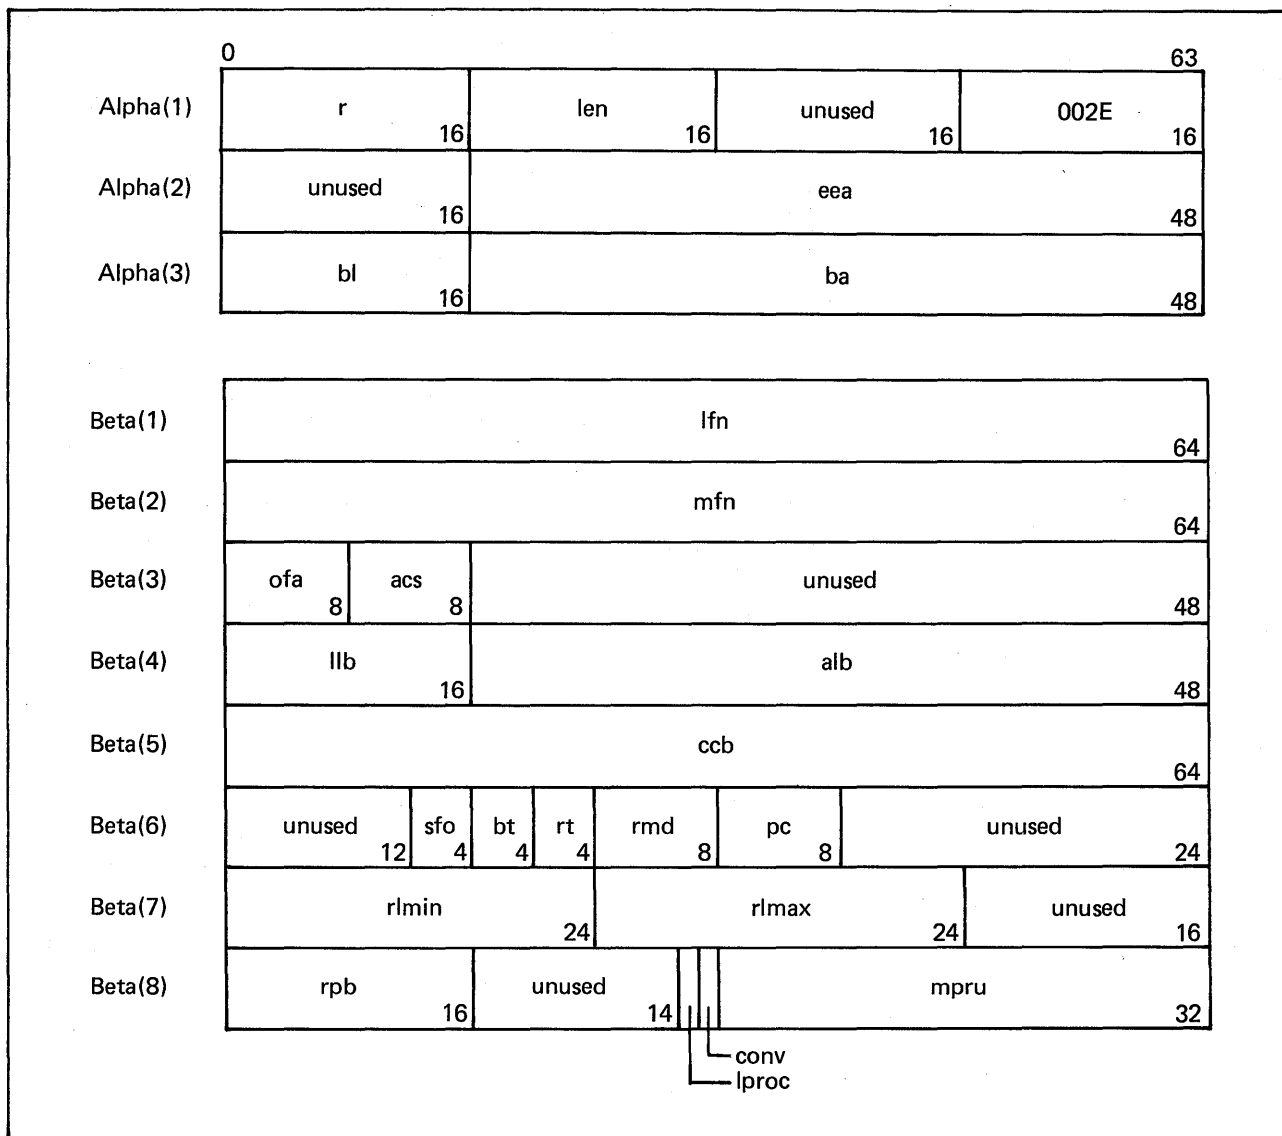 0 63
Alpha(1) r 16 len 16 unused 16 002E 16
Alpha(2) unused 16 eea 48
Alpha(3) bl 16 ba 48
Beta(1) lfn 64
Beta(2) mfn 64
Beta(3) ofa 8 acs 8 unused 48
Beta(4) llb 16 alb 48
Beta(5) ccb 64
Beta(6) unused 12 sfo 4 bt 4 rt 4 rmd 8 pc 8 unused 24
Beta(7) rlmin 24 rlmax 24 unused 16
Beta(8) rpb 16 unused 14 mpru 32
conv
lproc